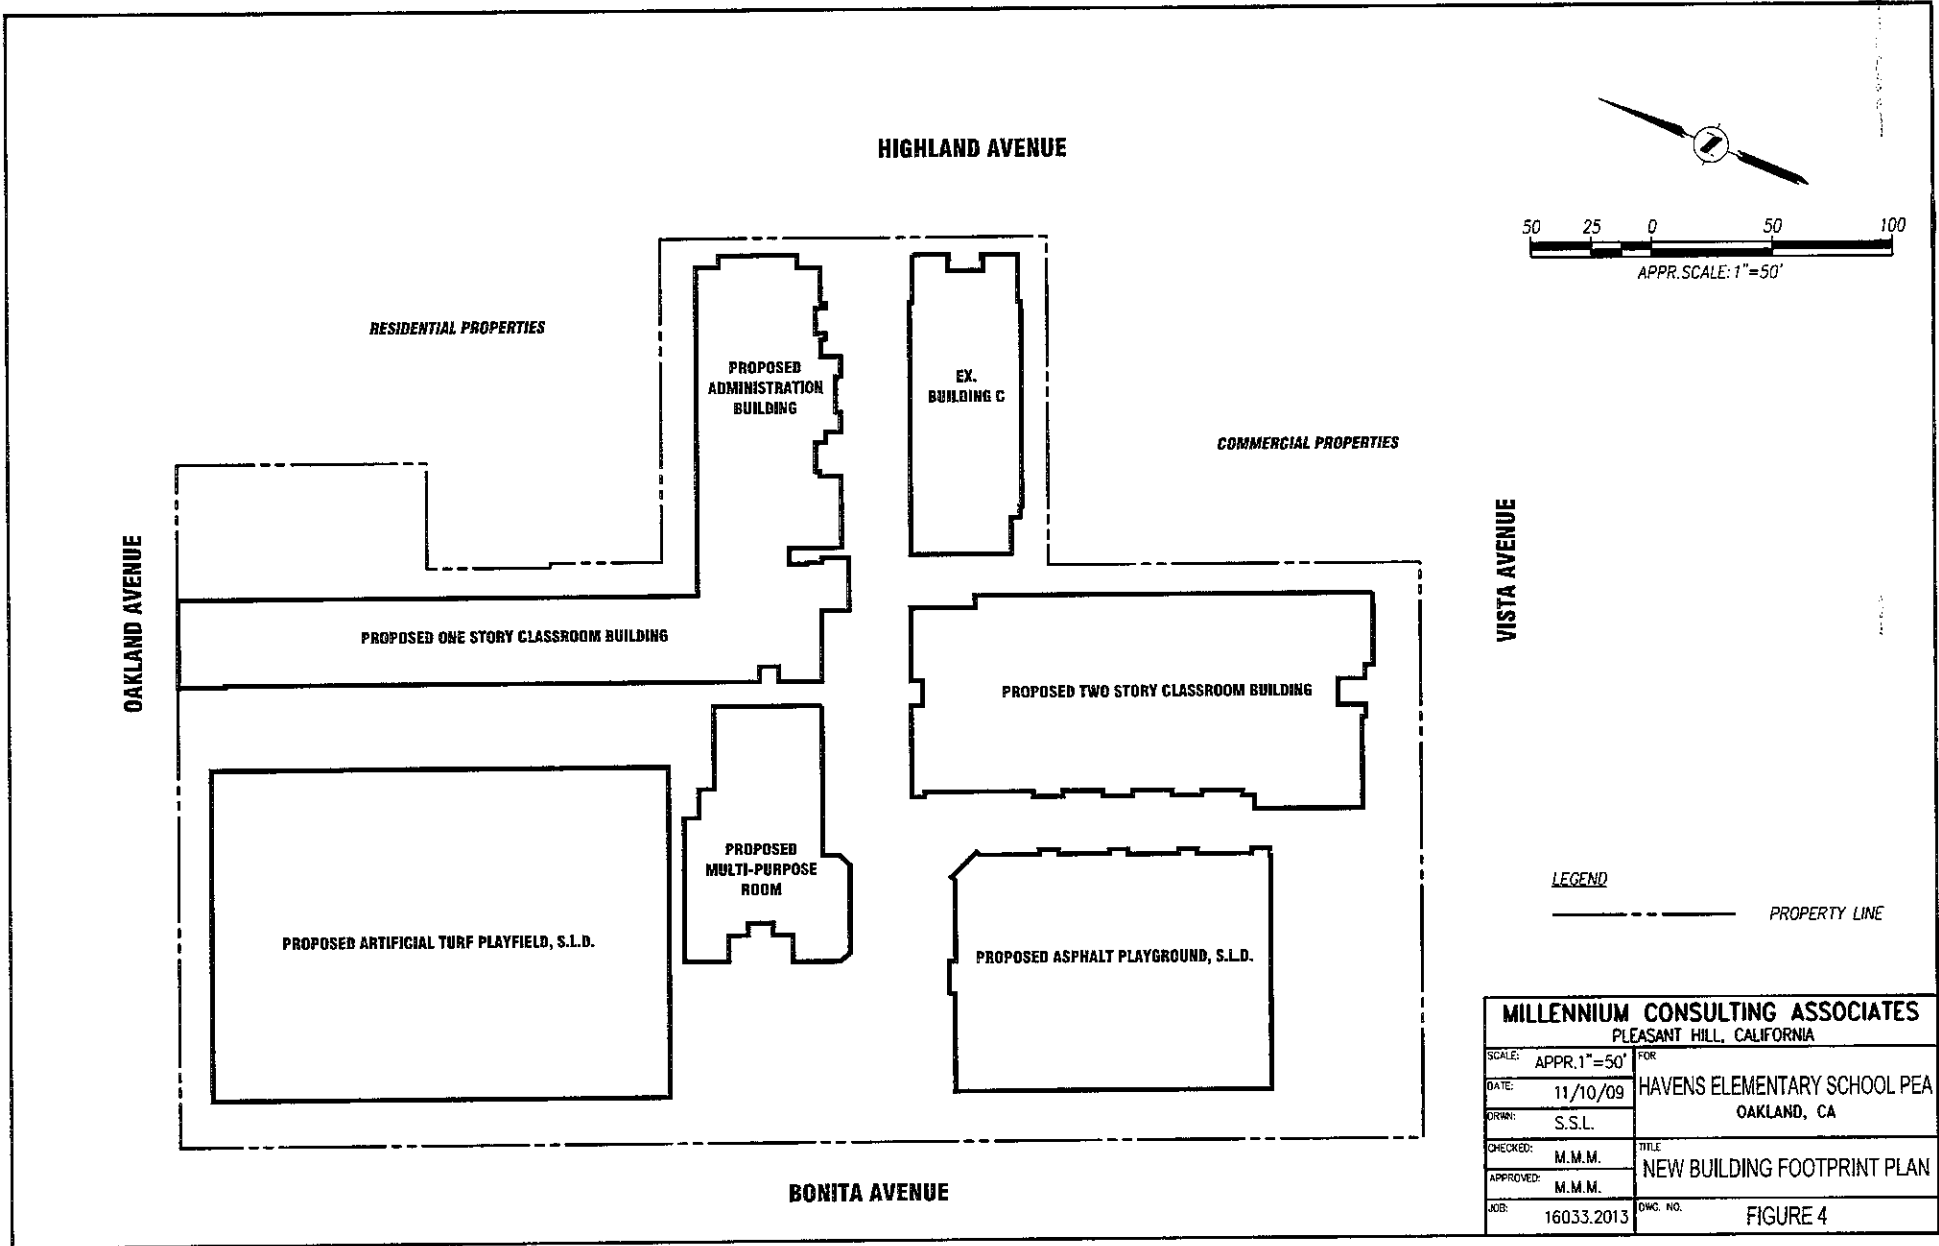 HIGHLAND AVENUE
50 25 0 50 100
APPR.SCALE: 1"=50'
RESIDENTIAL PROPERTIES
PROPOSED
ADMINISTRATION
BUILDING
EX.
BUILDING C
COMMERCIAL PROPERTIES
OAKLAND AVENUE
VISTA AVENUE
PROPOSED ONE STORY CLASSROOM BUILDING
PROPOSED TWO STORY CLASSROOM BUILDING
PROPOSED
MULTI-PURPOSE
ROOM
PROPOSED ARTIFICIAL TURF PLAYFIELD, S.L.D.
PROPOSED ASPHALT PLAYGROUND, S.L.D.
LEGEND
PROPERTY LINE
BONITA AVENUE
MILLENNIUM CONSULTING ASSOCIATES
PLEASANT HILL, CALIFORNIA
SCALE: APPR.1"=50'
DATE: 11/10/09
DRWN: S.S.L.
CHECKED: M.M.M.
APPROVED: M.M.M.
JOB: 16033.2013
FOR
HAVENS ELEMENTARY SCHOOL PEA
OAKLAND, CA
TITLE
NEW BUILDING FOOTPRINT PLAN
DWG. NO. FIGURE 4